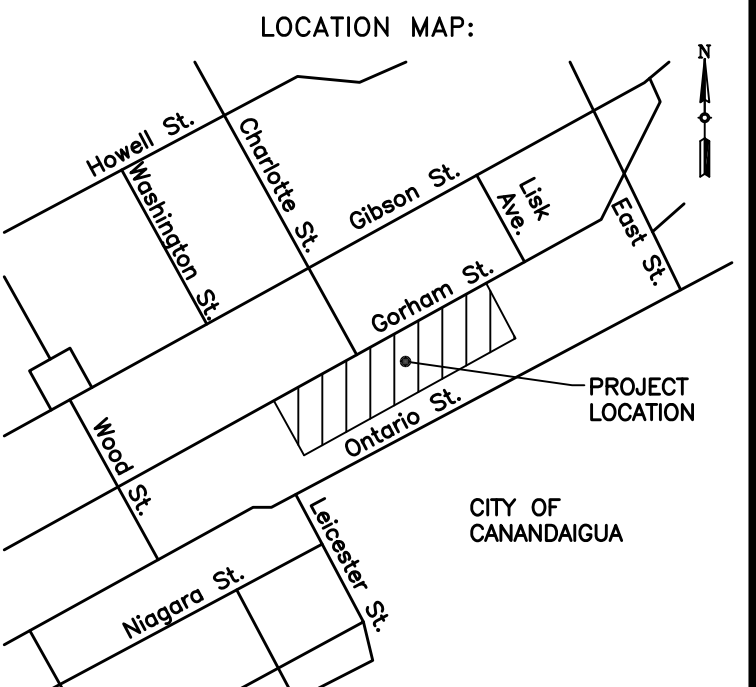 LOCATION MAP:
N
Howell St.
Charlotte St.
Washington St.
Gibson St.
Lisk
Ave.
East St.
Gorham St.
PROJECT
LOCATION
Ontario St.
Wood St.
CITY OF
CANANDAIGUA
Leicester St.
Niagara St.